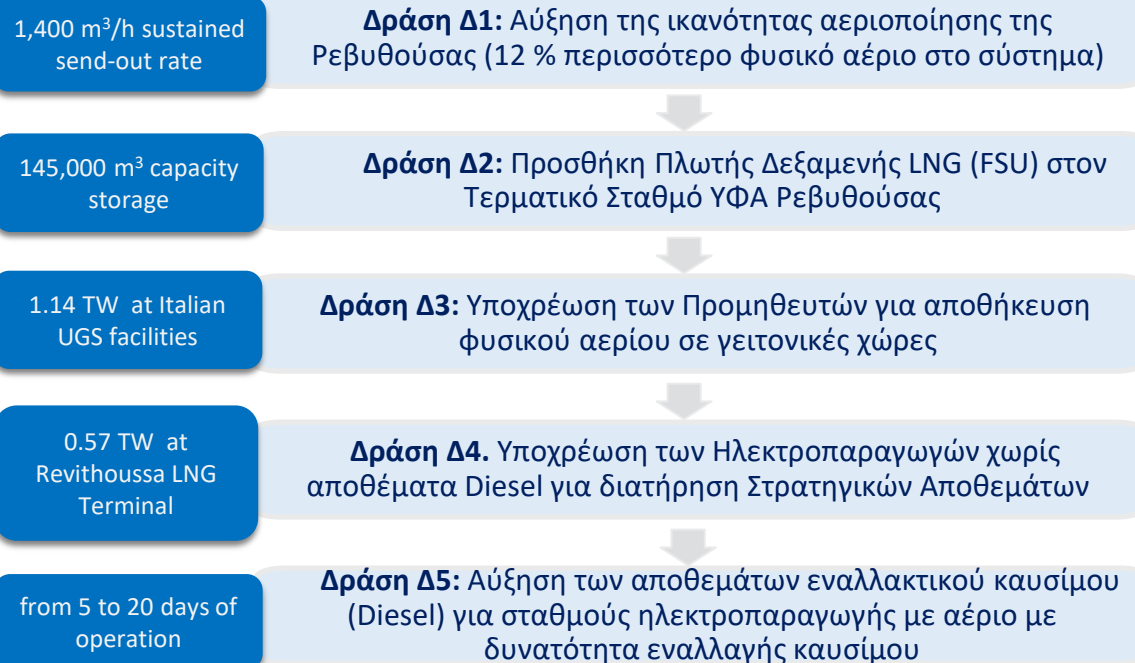 1,400 m³/h sustained
send-out rate
Δράση Δ1: Αύξηση της ικανότητας αεριοποίησης της
Ρεβυθούσας (12 % περισσότερο φυσικό αέριο στο σύστημα)
145,000 m³ capacity
storage
Δράση Δ2: Προσθήκη Πλωτής Δεξαμενής LNG (FSU) στον
Τερματικό Σταθμό ΥΦΑ Ρεβυθούσας
1.14 TW at Italian
UGS facilities
Δράση Δ3: Υποχρέωση των Προμηθευτών για αποθήκευση
φυσικού αερίου σε γειτονικές χώρες
0.57 TW at
Revithoussa LNG
Terminal
Δράση Δ4. Υποχρέωση των Ηλεκτροπαραγωγών χωρίς
αποθέματα Diesel για διατήρηση Στρατηγικών Αποθεμάτων
from 5 to 20 days of
operation
Δράση Δ5: Αύξηση των αποθεμάτων εναλλακτικού καυσίμου
(Diesel) για σταθμούς ηλεκτροπαραγωγής με αέριο με
δυνατότητα εναλλαγής καυσίμου